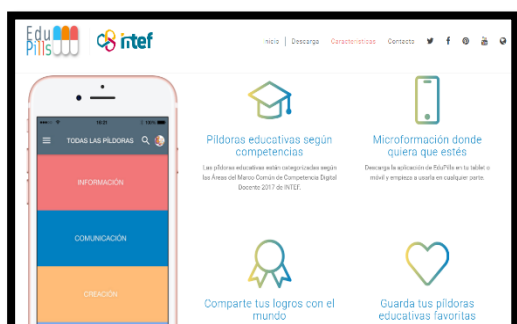 Edu
Pills
intef
Inicio | Descarga Características Contacto
10:21
100%
TODAS LAS PÍLDORAS
INFORMACIÓN
COMUNICACIÓN
CREACIÓN
Píldoras educativas según
competencias
Las píldoras educativas están categorizadas según
las Áreas del Marco Común de Competencia Digital
Docente 2017 de INTEF.
Microformación donde
quiera que estés
Descarga la aplicación de EduPills en tu tablet o
móvil y empieza a usarla en cualquier parte.
Comparte tus logros con el
mundo
Guarda tus píldoras
educativas favoritas